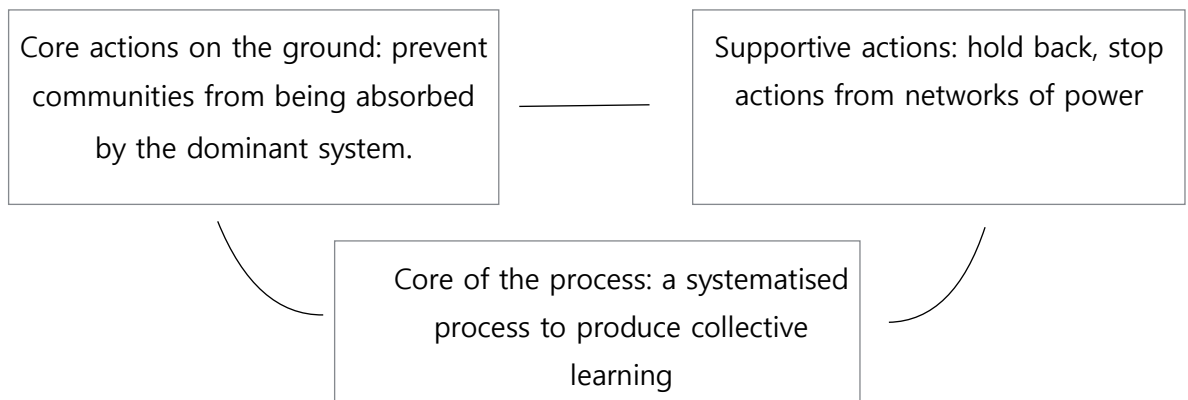 Core actions on the ground: prevent
communities from being absorbed
by the dominant system.
Supportive actions: hold back, stop
actions from networks of power
Core of the process: a systematised
process to produce collective
learning